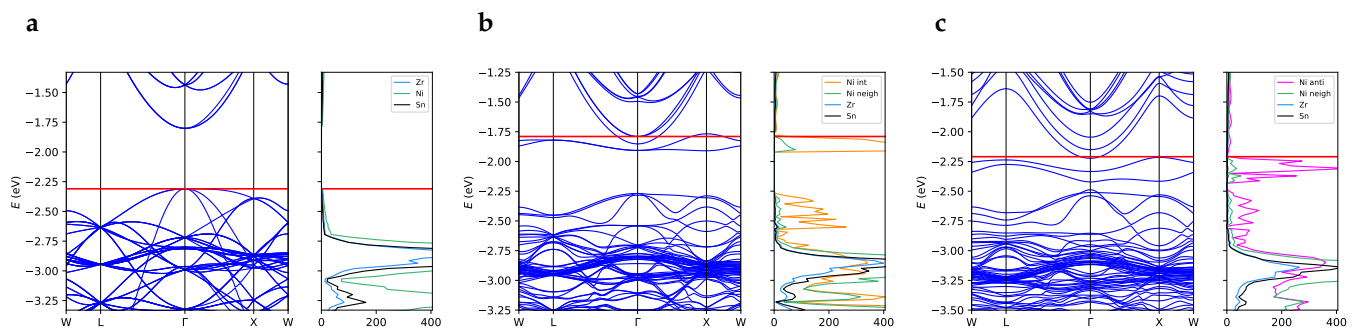 a
b
c
E (eV)
−1.50
−1.75
−2.00
−2.25
−2.50
−2.75
−3.00
−3.25
W L Γ X W
Zr
Ni
Sn
0 200 400
E (eV)
−1.25
−1.50
−1.75
−2.00
−2.25
−2.50
−2.75
−3.00
−3.25
W L Γ X W
Ni int
Ni neigh
Zr
Sn
0 200 400
E (eV)
−1.50
−1.75
−2.00
−2.25
−2.50
−2.75
−3.00
−3.25
−3.50
W L Γ X W
Ni anti
Ni neigh
Zr
Sn
0 200 400